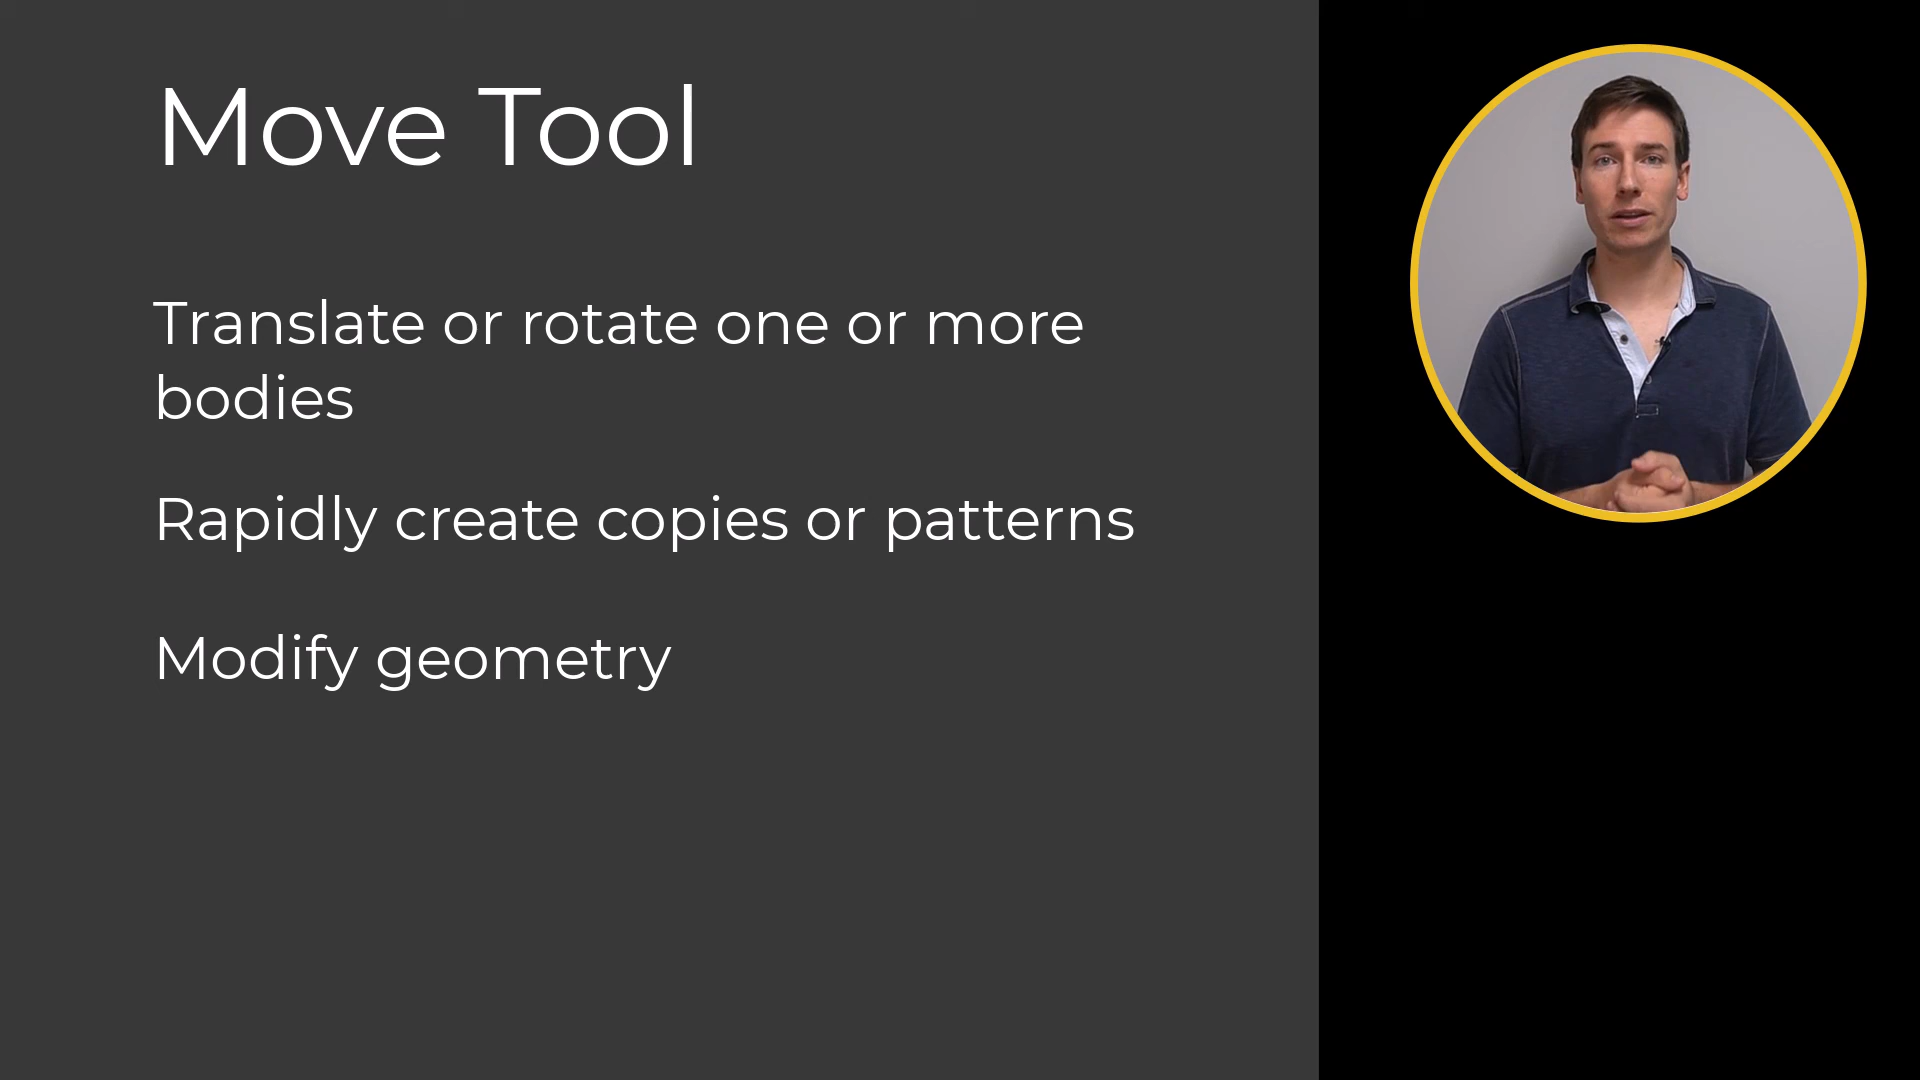 Move Tool
Translate or rotate one or more
bodies
Rapidly create copies or patterns
Modify geometry